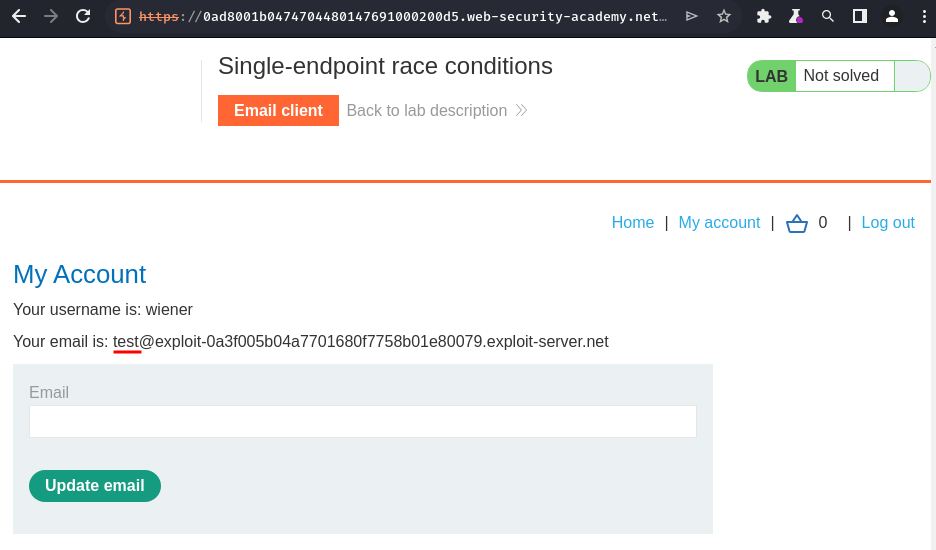 https://0ad8001b0474704480147691000200d5.web-security-academy.net…
Single-endpoint race conditions
LAB Not solved
Email client Back to lab description
Home | My account | 0 | Log out
My Account
Your username is: wiener
Your email is: test@exploit-0a3f005b04a7701680f7758b01e80079.exploit-server.net
Email
Update email